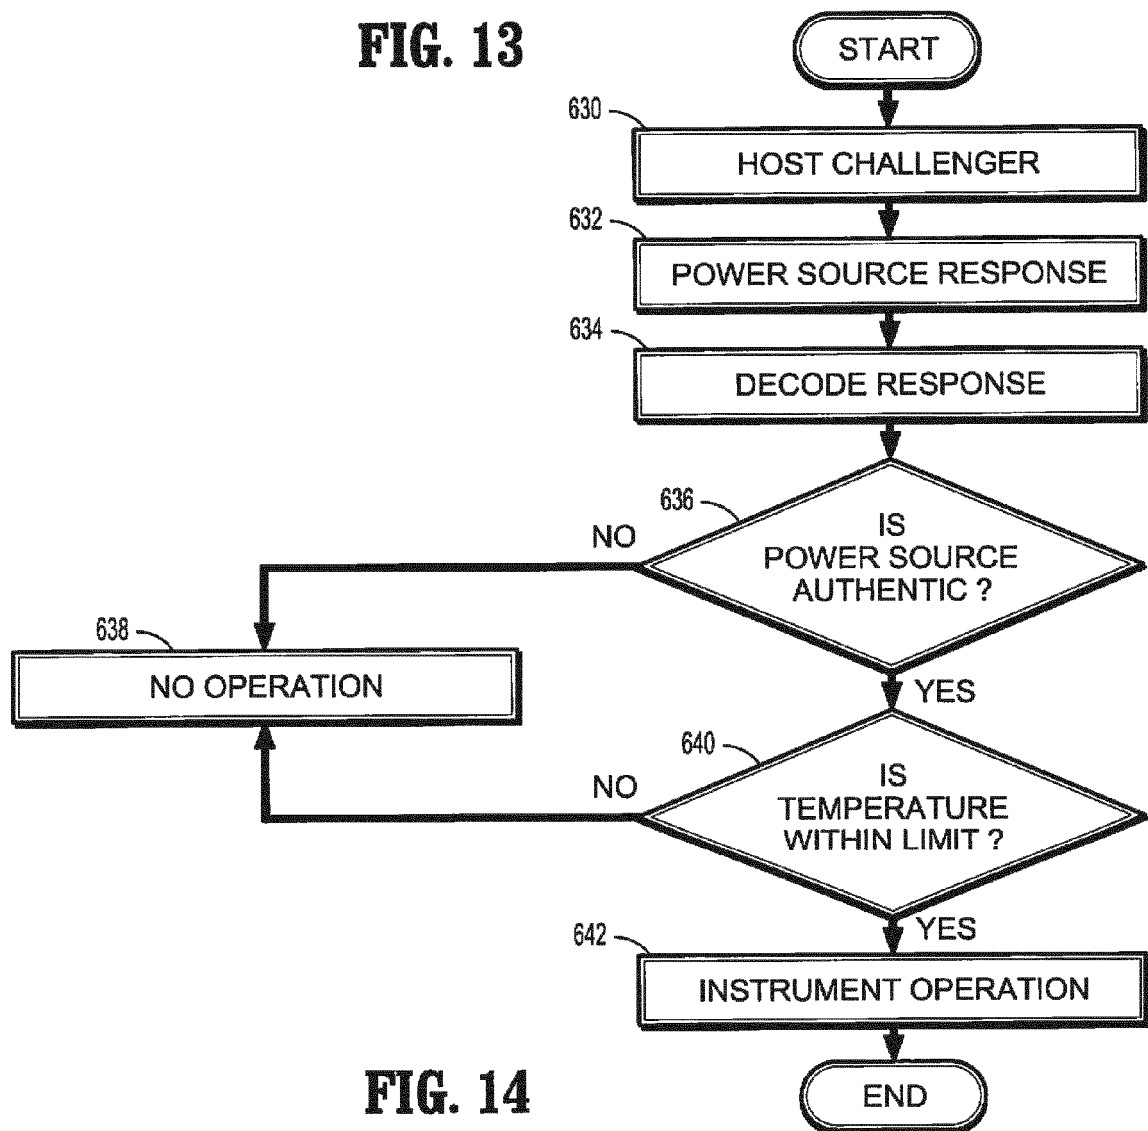 FIG. 13
START
630
HOST CHALLENGER
632
POWER SOURCE RESPONSE
634
DECODE RESPONSE
636
IS
POWER SOURCE
AUTHENTIC ?
NO
YES
638
NO OPERATION
640
IS
TEMPERATURE
WITHIN LIMIT ?
NO
YES
642
INSTRUMENT OPERATION
END
FIG. 14